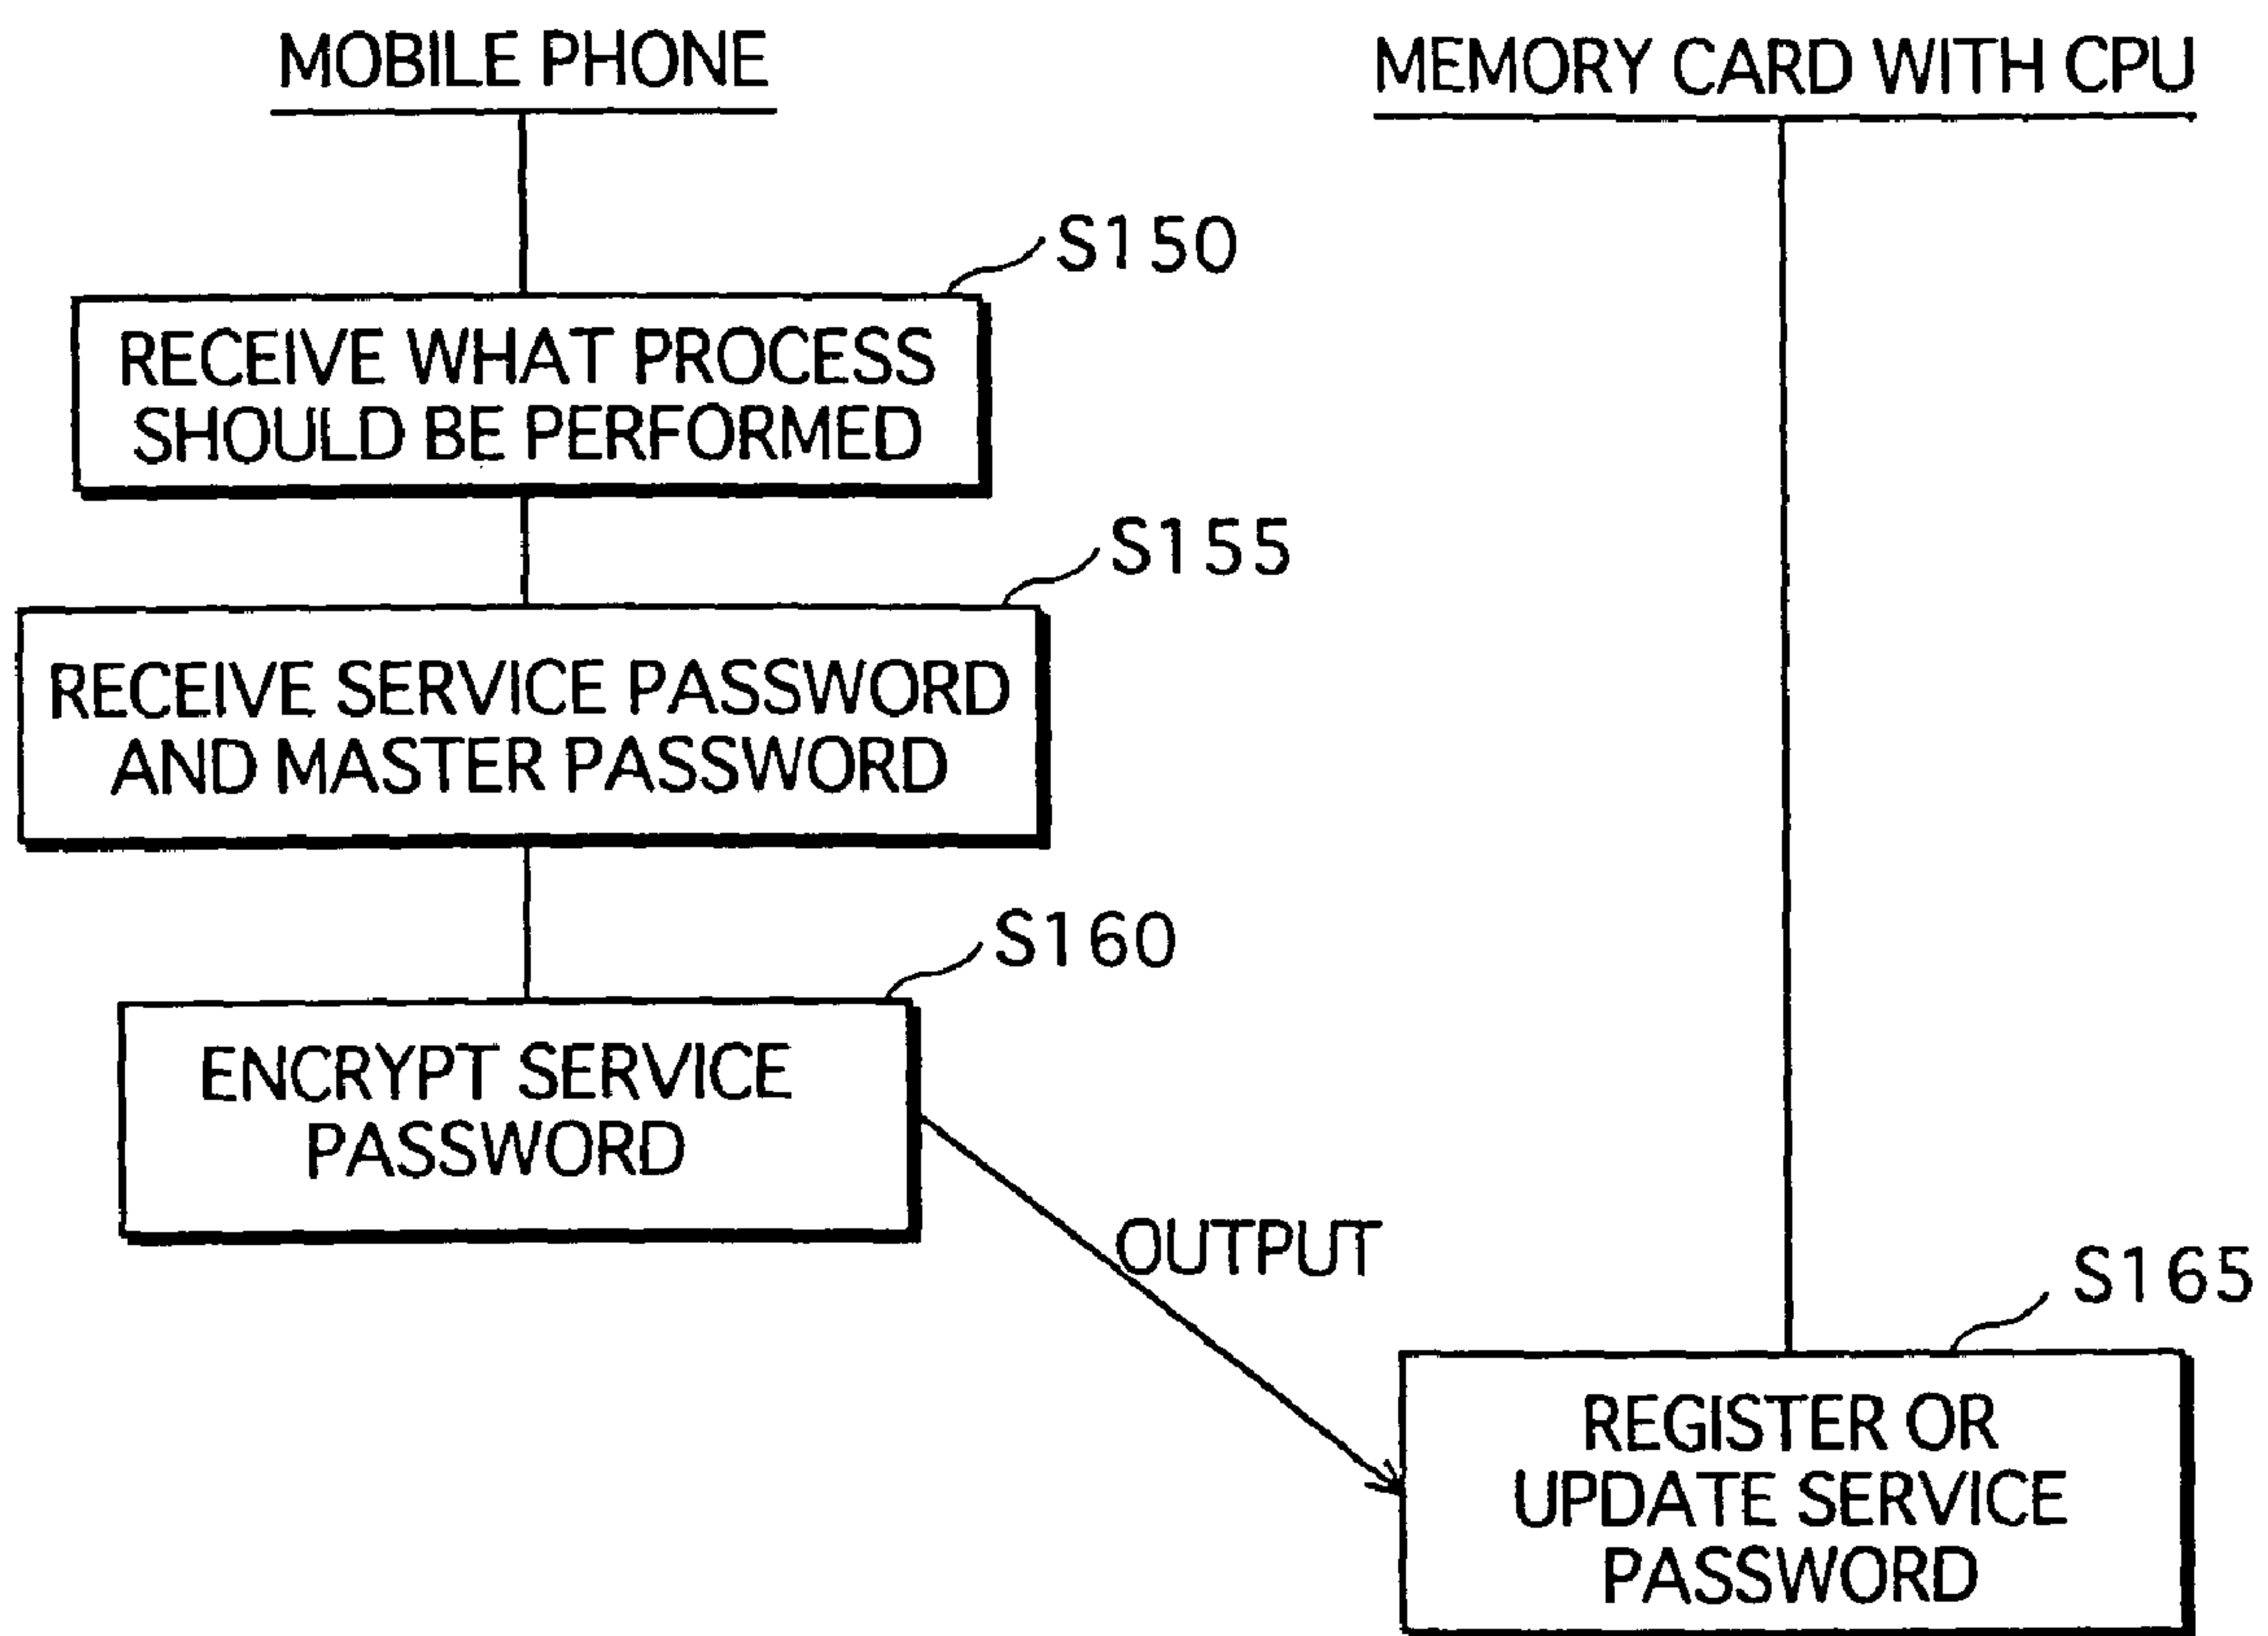 MOBILE PHONE
MEMORY CARD WITH CPU
S150
RECEIVE WHAT PROCESS
SHOULD BE PERFORMED
S155
RECEIVE SERVICE PASSWORD
AND MASTER PASSWORD
S160
ENCRYPT SERVICE
PASSWORD
OUTPUT
S165
REGISTER OR
UPDATE SERVICE
PASSWORD